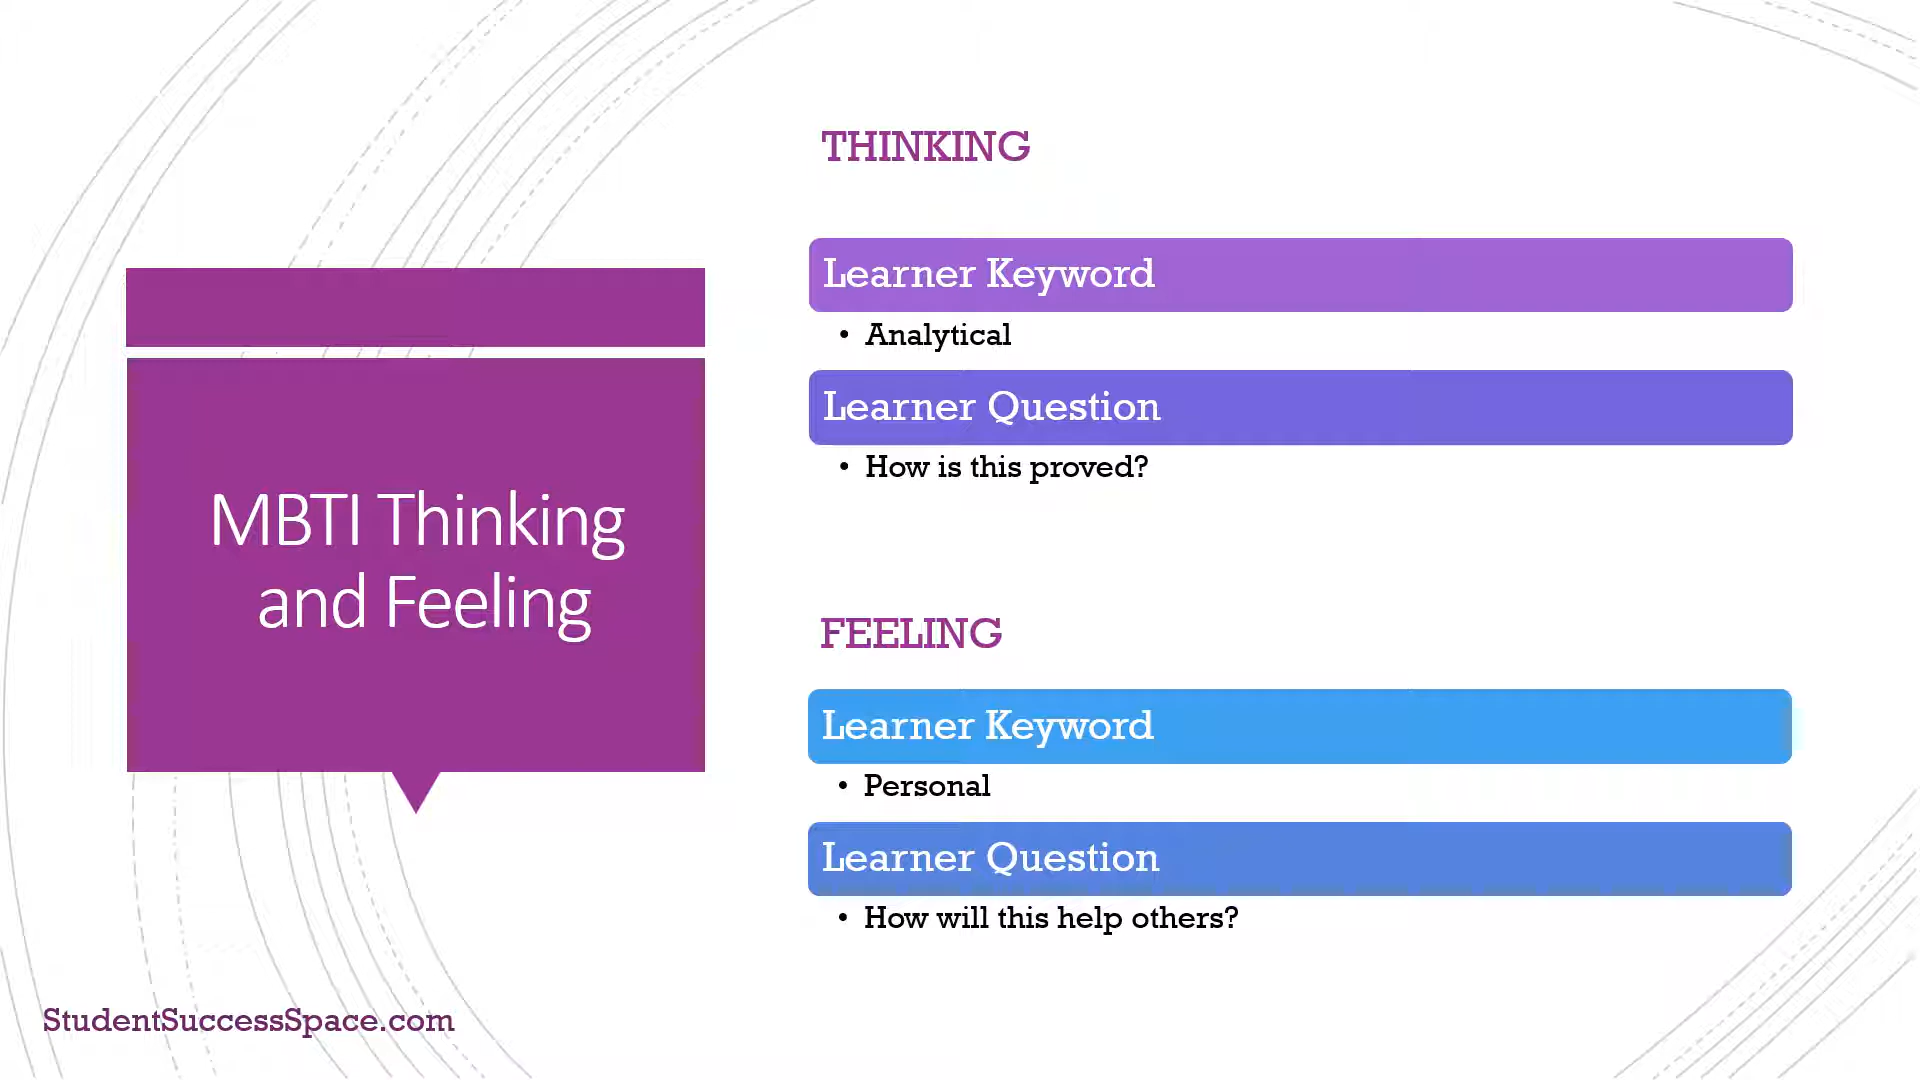 MBTI Thinking
and Feeling
THINKING
Learner Keyword
• Analytical
Learner Question
• How is this proved?
FEELING
Learner Keyword
• Personal
Learner Question
• How will this help others?
StudentSuccessSpace.com